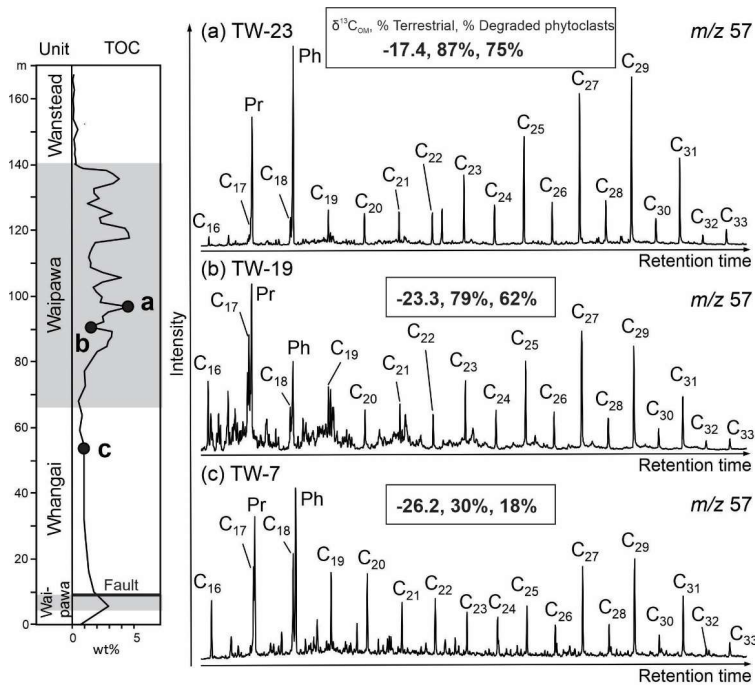 Unit TOC
m
Wanstead
Waipawa
Whangai
Wai-
pawa
160
140
120
100
80
60
40
20
0
a
b
c
Fault
0 5
wt%
Intensity
(a) TW-23
δ¹³C_OM, % Terrestrial, % Degraded phytoclasts
-17.4, 87%, 75%
m/z 57
C₁₆ C₁₇ Pr C₁₈ Ph C₁₉ C₂₀ C₂₁ C₂₂ C₂₃ C₂₄ C₂₅ C₂₆ C₂₇ C₂₈ C₂₉ C₃₀ C₃₁ C₃₂ C₃₃
Retention time
(b) TW-19
-23.3, 79%, 62%
m/z 57
C₁₆ C₁₇ Pr C₁₈ Ph C₁₉ C₂₀ C₂₁ C₂₂ C₂₃ C₂₄ C₂₅ C₂₆ C₂₇ C₂₈ C₂₉ C₃₀ C₃₁ C₃₂ C₃₃
Retention time
(c) TW-7
-26.2, 30%, 18%
m/z 57
C₁₆ C₁₇ Pr C₁₈ Ph C₁₉ C₂₀ C₂₁ C₂₂ C₂₃ C₂₄ C₂₅ C₂₆ C₂₇ C₂₈ C₂₉ C₃₀ C₃₁ C₃₂ C₃₃
Retention time